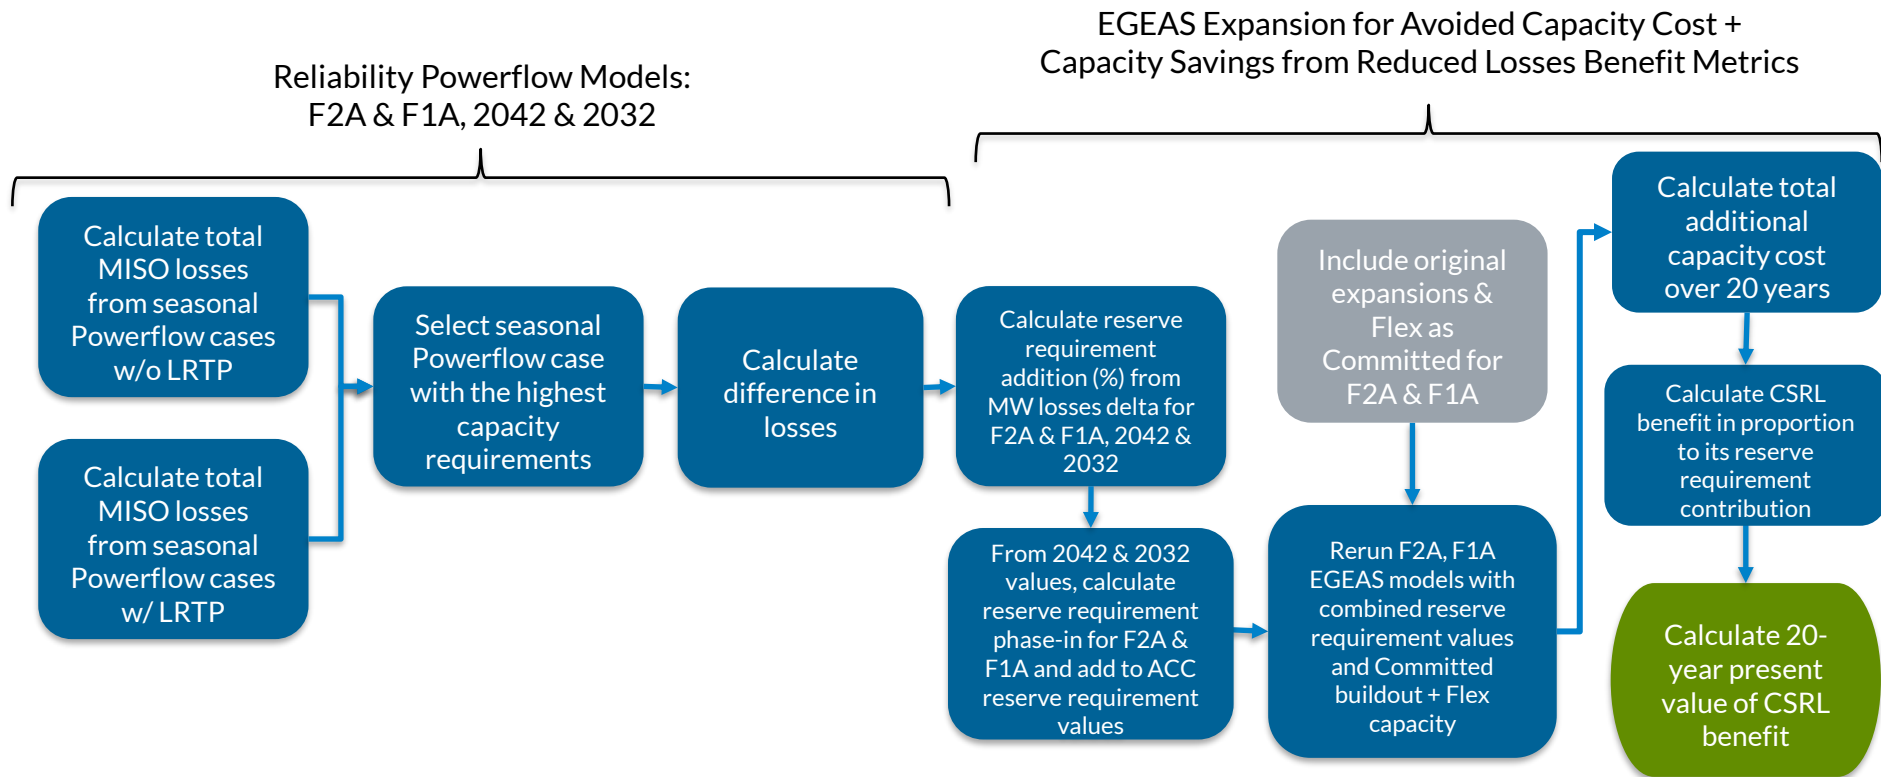 Reliability Powerflow Models:
F2A & F1A, 2042 & 2032
EGEAS Expansion for Avoided Capacity Cost +
Capacity Savings from Reduced Losses Benefit Metrics
Calculate total
MISO losses
from seasonal
Powerflow cases
w/o LRTP
Calculate total
MISO losses
from seasonal
Powerflow cases
w/ LRTP
Select seasonal
Powerflow case
with the highest
capacity
requirements
Calculate
difference in
losses
Calculate reserve
requirement
addition (%) from
MW losses delta for
F2A & F1A, 2042 &
2032
From 2042 & 2032
values, calculate
reserve requirement
phase-in for F2A &
F1A and add to ACC
reserve requirement
values
Include original
expansions &
Flex as
Committed for
F2A & F1A
Rerun F2A, F1A
EGEAS models with
combined reserve
requirement values
and Committed
buildout + Flex
capacity
Calculate total
additional
capacity cost
over 20 years
Calculate CSRL
benefit in proportion
to its reserve
requirement
contribution
Calculate 20-
year present
value of CSRL
benefit